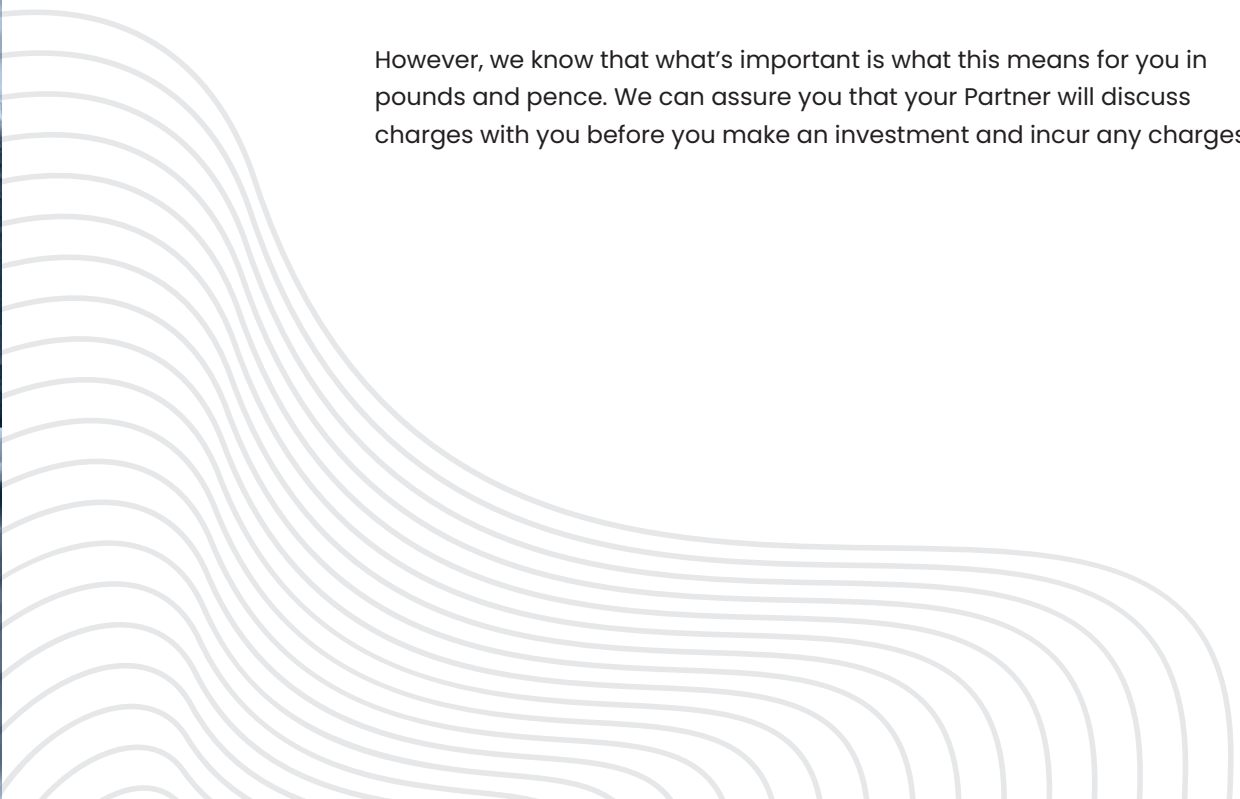 However, we know that what’s important is what this means for you in
pounds and pence. We can assure you that your Partner will discuss
charges with you before you make an investment and incur any charges